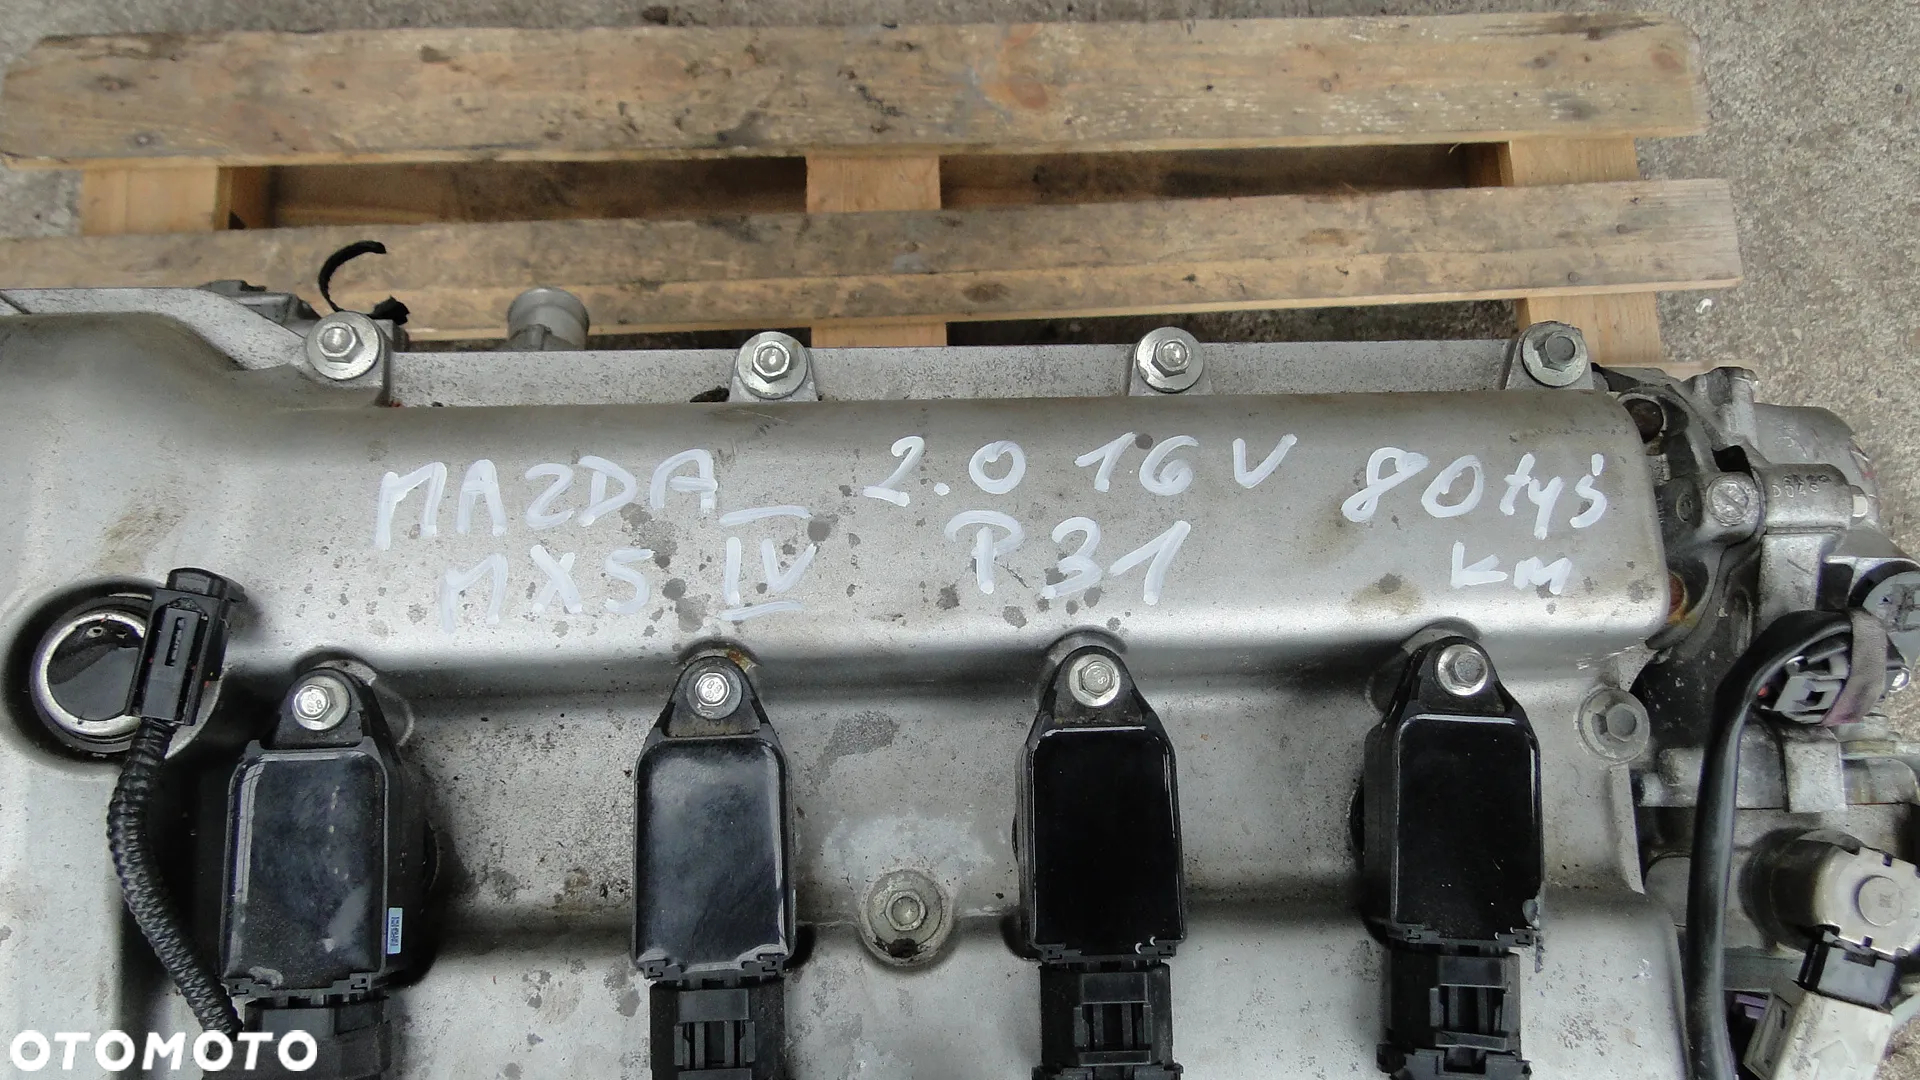 MAZDA 2.0 16V 80tyś
MX5 IV P31 km
OTOMOTO